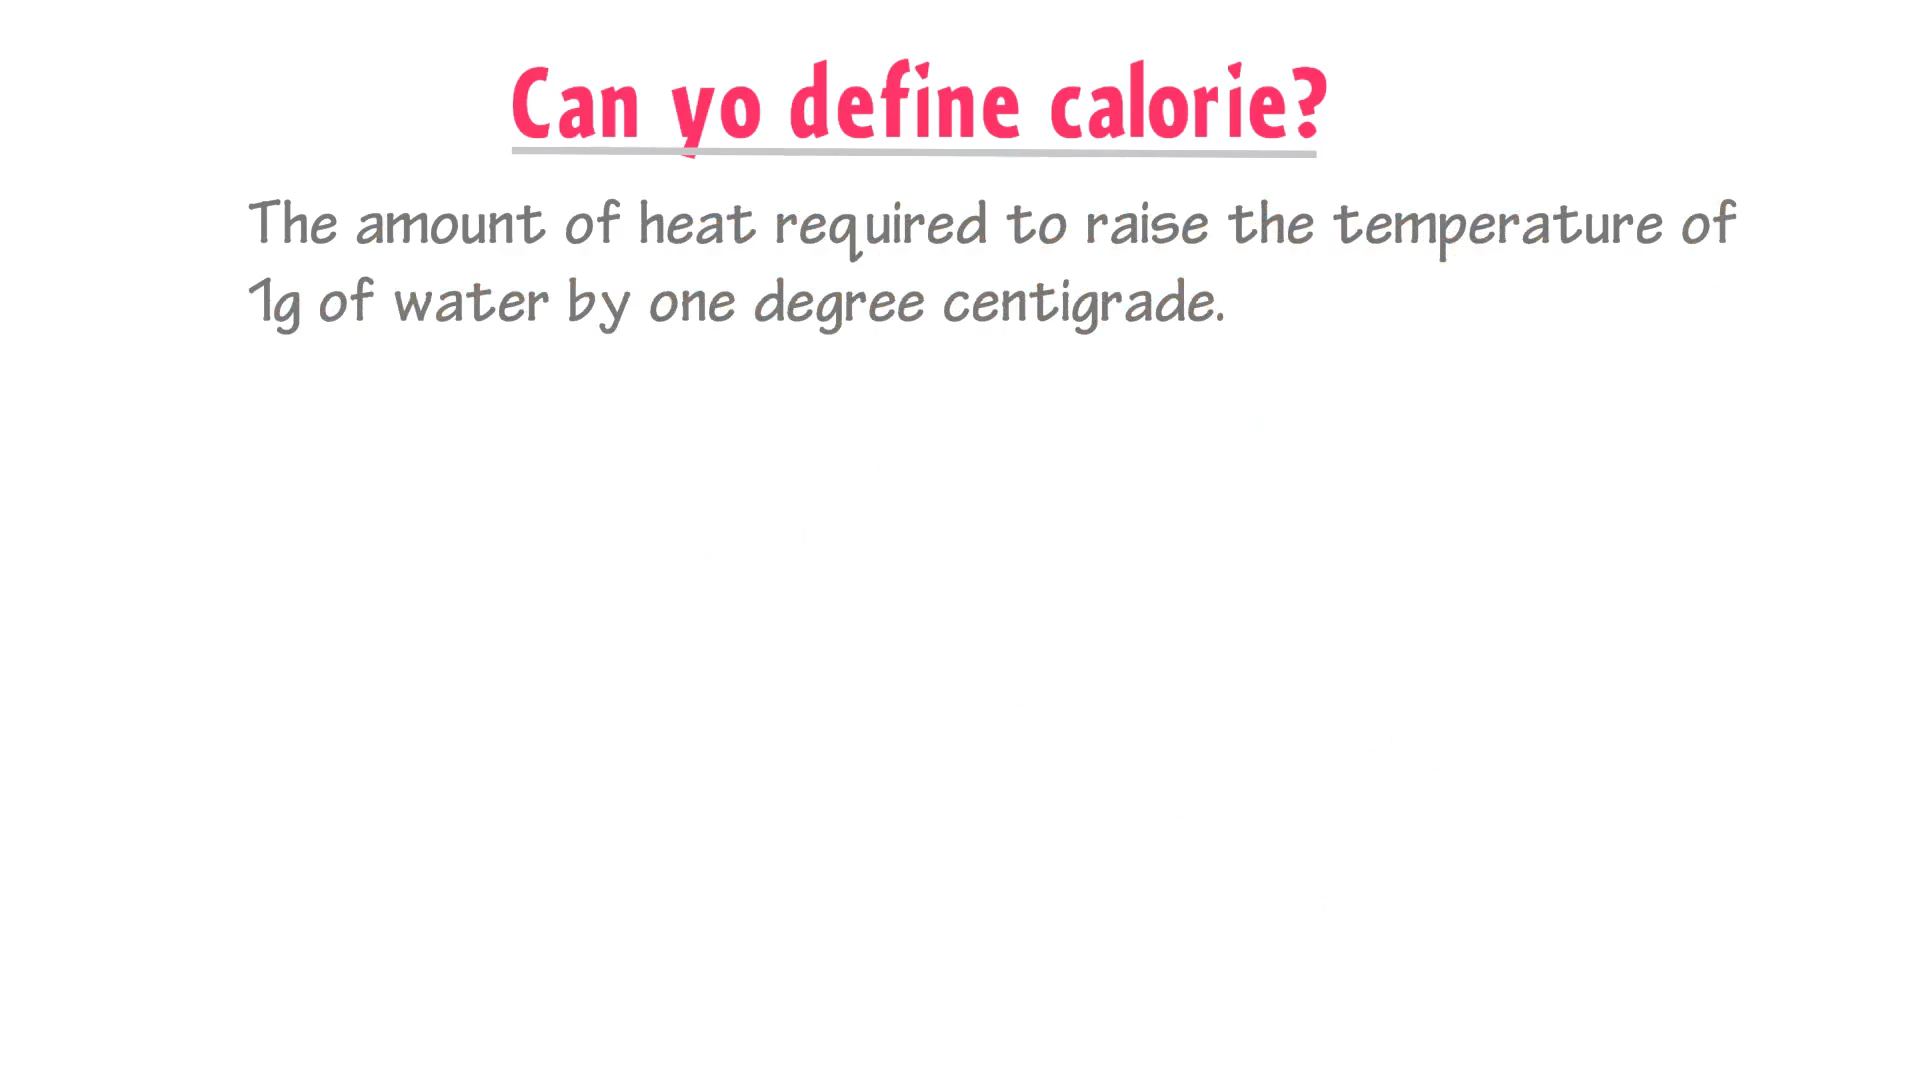 Can yo define calorie?
The amount of heat required to raise the temperature of
1g of water by one degree centigrade.